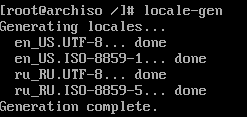 [root@archiso /]# locale-gen
Generating locales...
  en_US.UTF-8... done
  en_US.ISO-8859-1... done
  ru_RU.UTF-8... done
  ru_RU.ISO-8859-5... done
Generation complete.